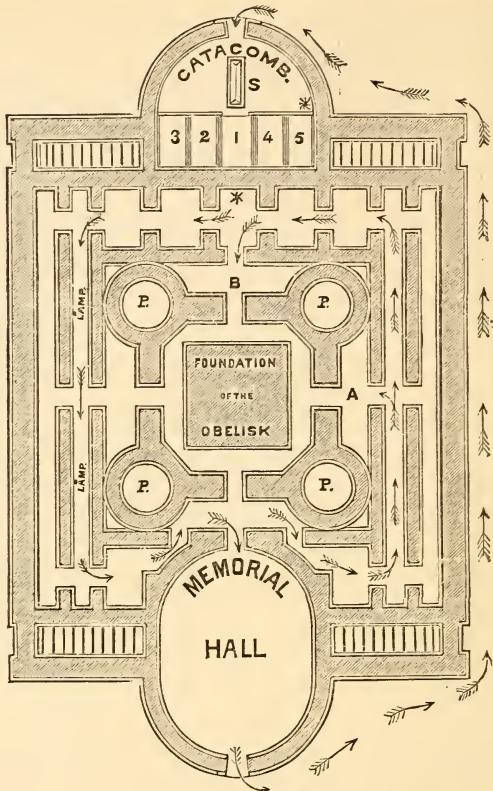 CATACOMB.
S
*
3 2 1 4 5
*
B
P. P.
LAMP.
FOUNDATION
OF THE
OBELISK
A
LAMP.
P. P.
MEMORIAL
HALL